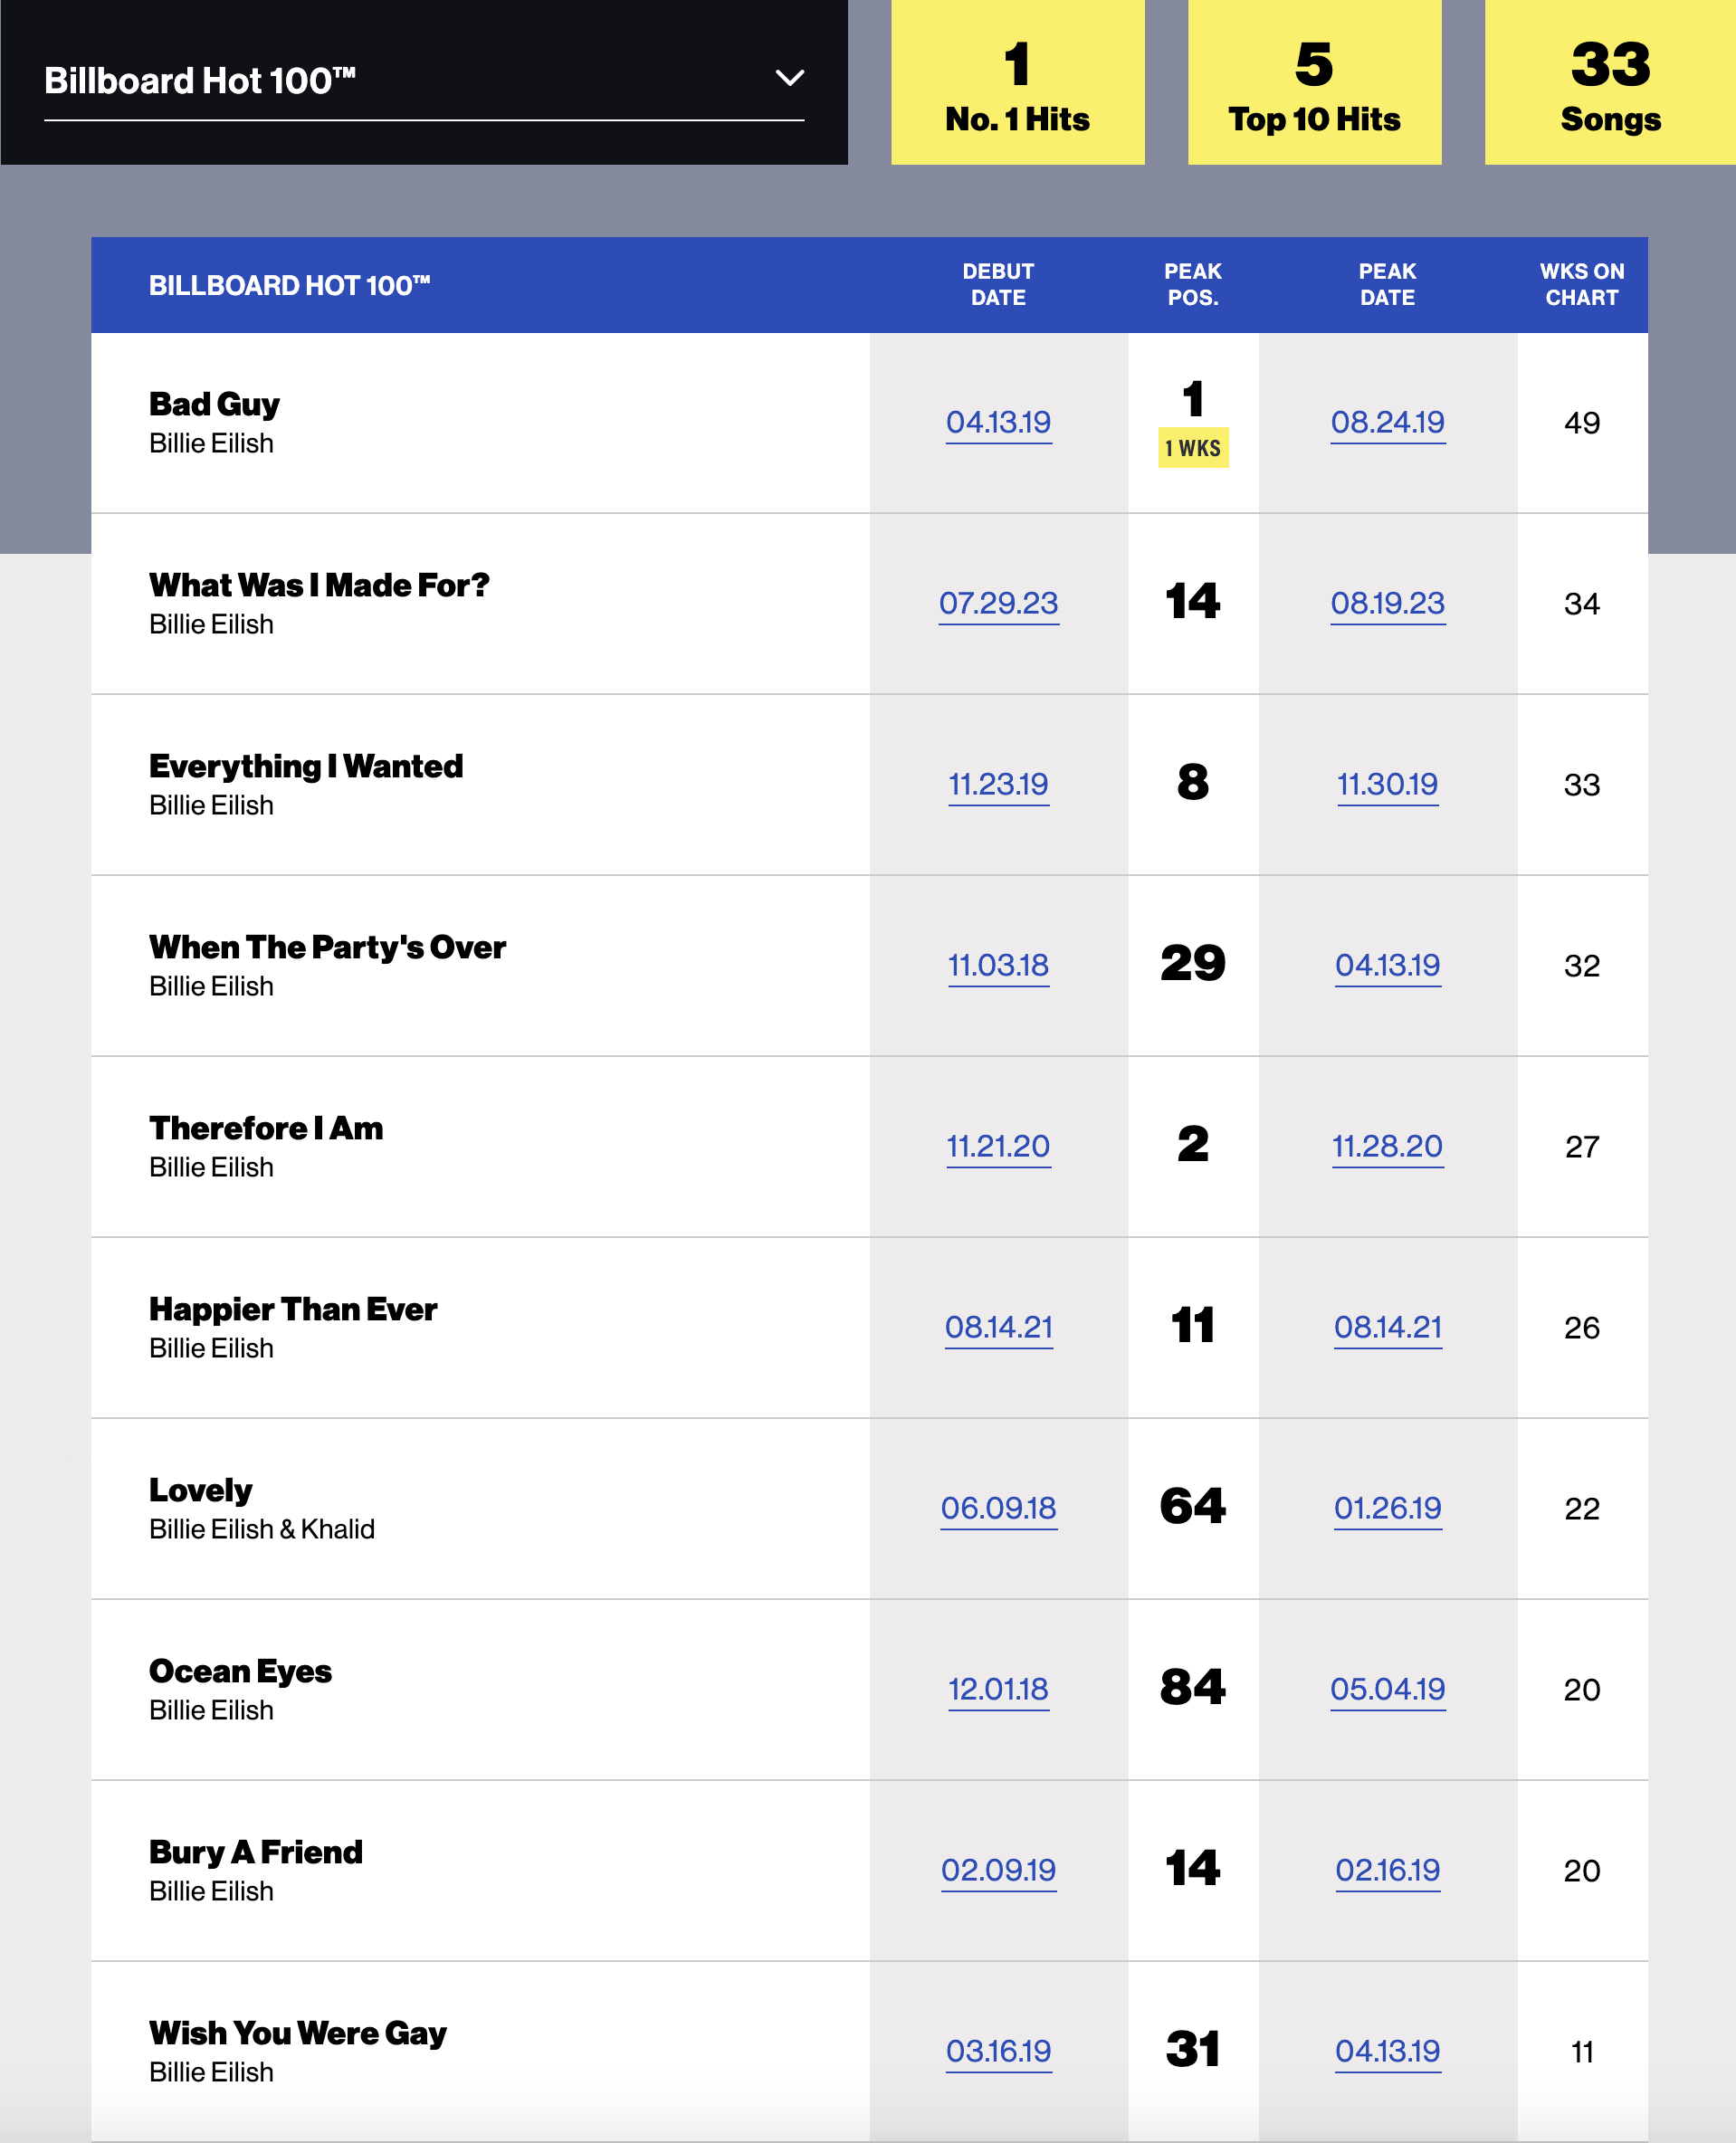 Billboard Hot 100™
1
No. 1 Hits
5
Top 10 Hits
33
Songs
BILLBOARD HOT 100™
DEBUT
DATE
PEAK
POS.
PEAK
DATE
WKS ON
CHART
Bad Guy
Billie Eilish
04.13.19
1
1 WKS
08.24.19
49
What Was I Made For?
Billie Eilish
07.29.23
14
08.19.23
34
Everything I Wanted
Billie Eilish
11.23.19
8
11.30.19
33
When The Party's Over
Billie Eilish
11.03.18
29
04.13.19
32
Therefore I Am
Billie Eilish
11.21.20
2
11.28.20
27
Happier Than Ever
Billie Eilish
08.14.21
11
08.14.21
26
Lovely
Billie Eilish & Khalid
06.09.18
64
01.26.19
22
Ocean Eyes
Billie Eilish
12.01.18
84
05.04.19
20
Bury A Friend
Billie Eilish
02.09.19
14
02.16.19
20
Wish You Were Gay
Billie Eilish
03.16.19
31
04.13.19
11